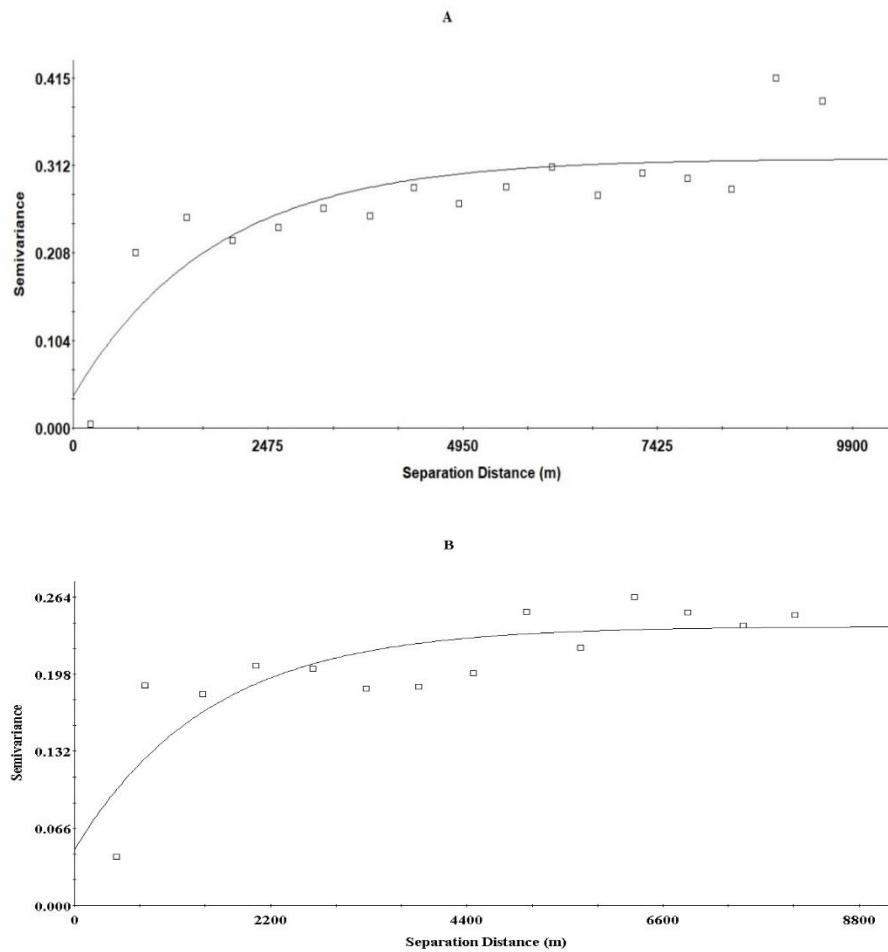 A
Semivariance
0.415
0.312
0.208
0.104
0.000
0 2475 4950 7425 9900
Separation Distance (m)
B
Semivariance
0.264
0.198
0.132
0.066
0.000
0 2200 4400 6600 8800
Separation Distance (m)